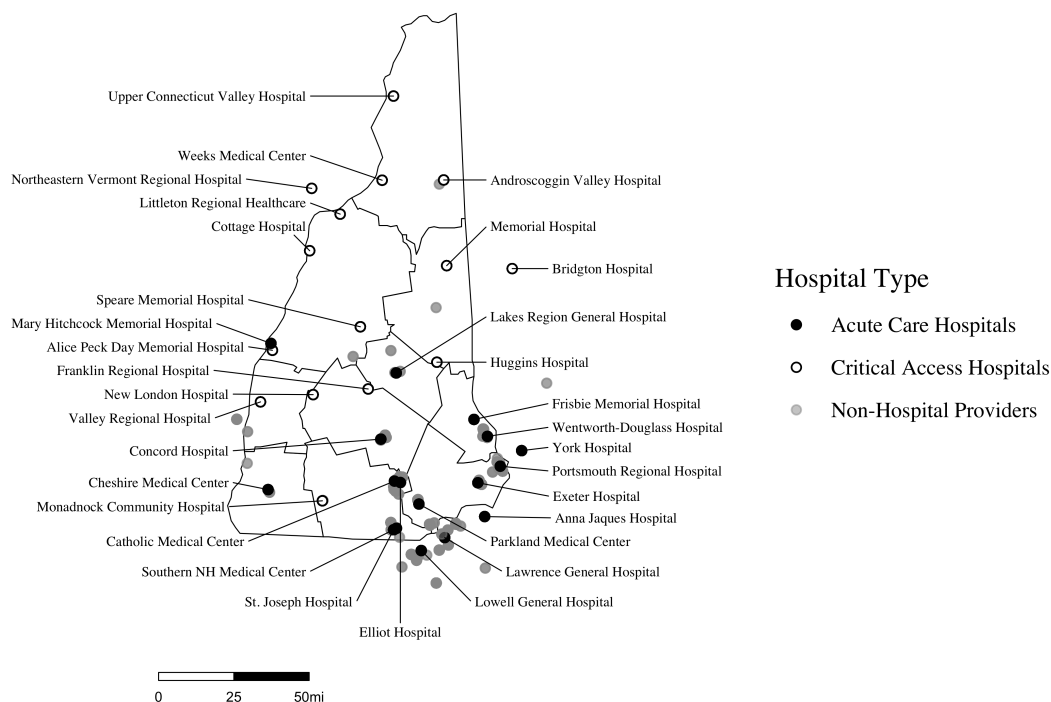 Upper Connecticut Valley Hospital
Weeks Medical Center
Northeastern Vermont Regional Hospital
Androscoggin Valley Hospital
Littleton Regional Healthcare
Cottage Hospital
Memorial Hospital
Bridgton Hospital
Hospital Type
Speare Memorial Hospital
Lakes Region General Hospital
Mary Hitchcock Memorial Hospital
Acute Care Hospitals
Alice Peck Day Memorial Hospital
Huggins Hospital
Critical Access Hospitals
Franklin Regional Hospital
New London Hospital
Frisbie Memorial Hospital
Non-Hospital Providers
Valley Regional Hospital
Wentworth-Douglass Hospital
Concord Hospital
York Hospital
Portsmouth Regional Hospital
Cheshire Medical Center
Exeter Hospital
Monadnock Community Hospital
Anna Jaques Hospital
Catholic Medical Center
Parkland Medical Center
Southern NH Medical Center
Lawrence General Hospital
St. Joseph Hospital
Lowell General Hospital
Elliot Hospital
0 25 50mi